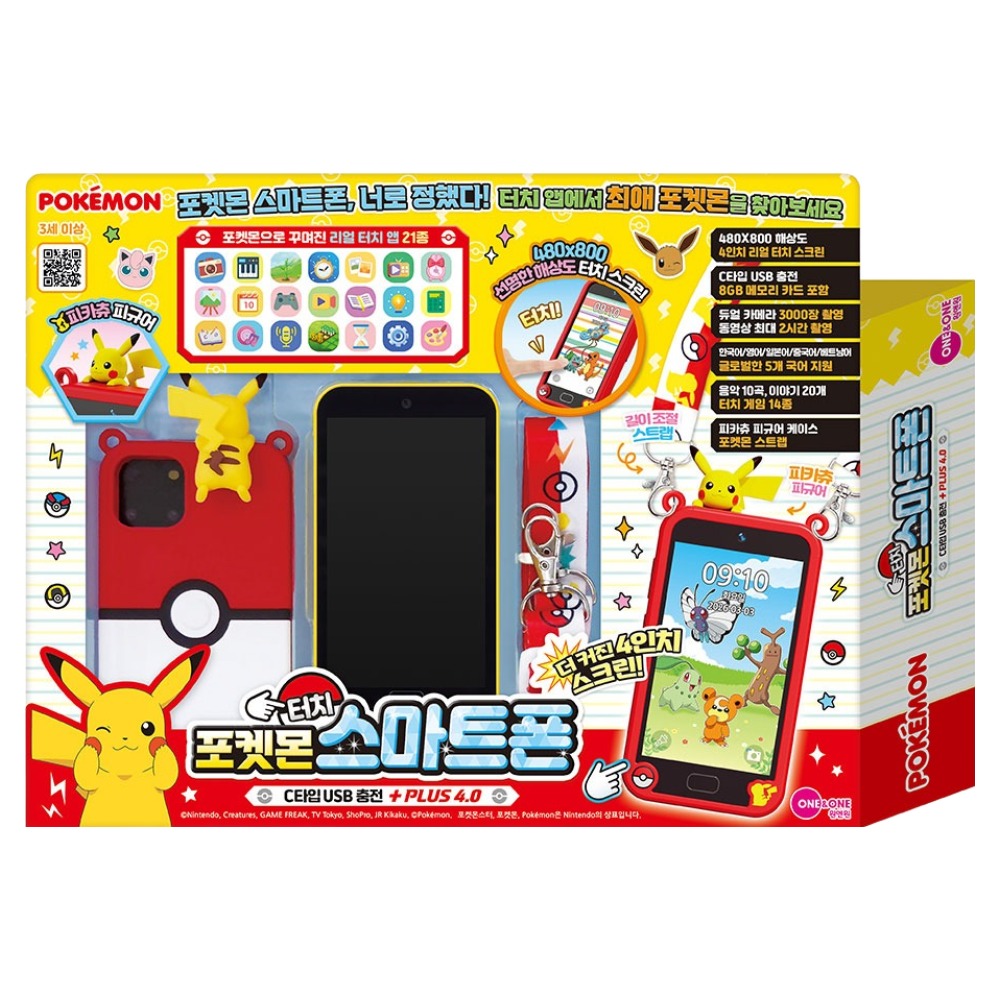 POKÉMON
포켓몬 스마트폰, 너로 정했다! 터치 앱에서 최애 포켓몬을 찾아보세요
3세 이상
포켓몬으로 꾸며진 리얼 터치 앱 21종
10
피카츄 피규어
480X800
선명한 해상도 터치 스크린
터치!
480X800 해상도
4인치 리얼 터치 스크린
C타입 USB 충전
8GB 메모리 카드 포함
듀얼 카메라 3000장 촬영
동영상 최대 2시간 촬영
한국어/영어/일본어/중국어/베트남어
글로벌한 5개 국어 지원
음악 10곡, 이야기 20개
터치 게임 14종
피카츄 피규어 케이스
포켓몬 스트랩
길이 조절
스트랩
피카츄
피규어
09:10
화요일
2026-03-03
더 커진 4인치
스크린!!
터치
포켓몬 스마트폰
C타입 USB 충전 +PLUS 4.0
ONE&ONE
원앤원
©Nintendo, Creatures, GAME FREAK, TV Tokyo, ShoPro, JR Kikaku. ©Pokémon. 포켓몬스터, 포켓몬, Pokémon은 Nintendo의 상표입니다.
ONE&ONE
원앤원
터치
포켓몬 스마트폰
C타입 USB 충전 +PLUS 4.0
POKÉMON